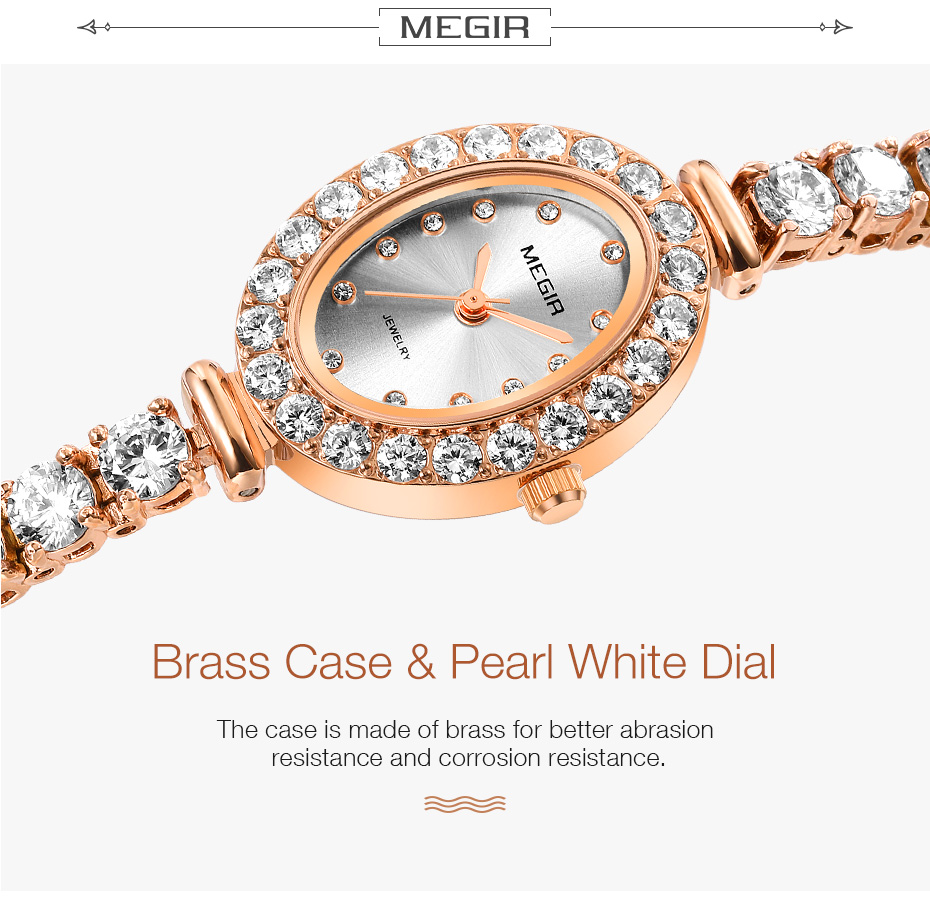 MEGIR
MEGIR
JEWELRY
Brass Case & Pearl White Dial
The case is made of brass for better abrasion
resistance and corrosion resistance.